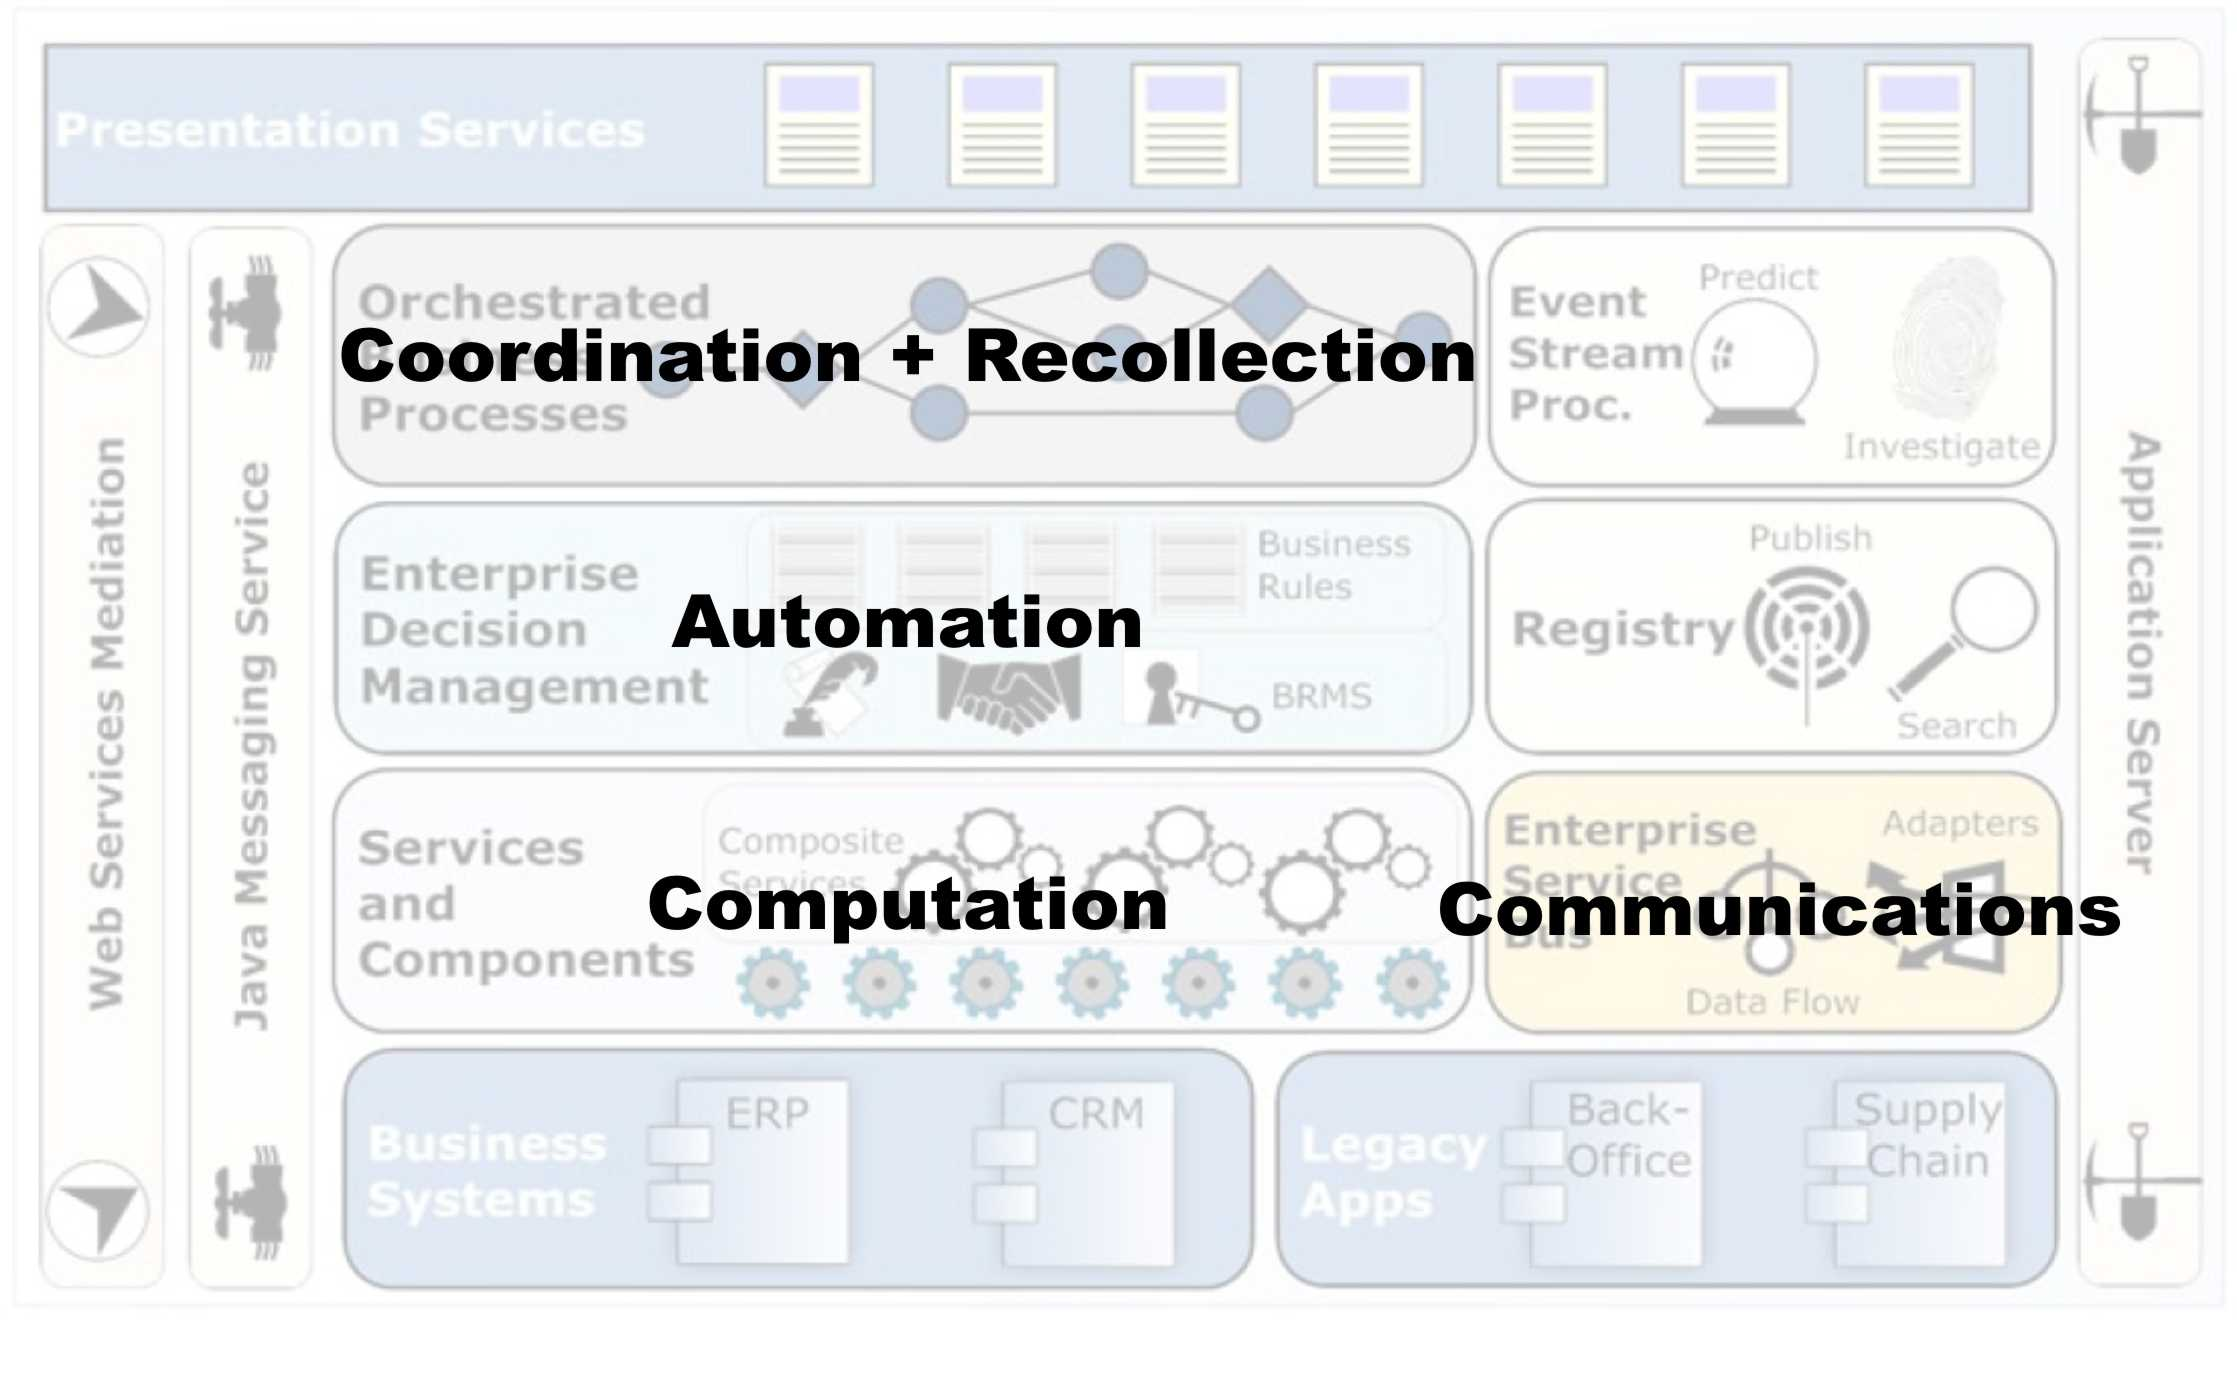 Presentation Services
Web Services Mediation
Java Messaging Service
Orchestrated
Processes
Coordination + Recollection
Event
Stream
Proc.
Predict
Investigate
Enterprise
Decision
Management
Business
Rules
BRMS
Automation
Registry
Publish
Search
Services
and
Components
Composite
Services
Computation
Enterprise
Service
Bus
Adapters
Data Flow
Communications
Business
Systems
ERP
CRM
Legacy
Apps
Back-
Office
Supply
Chain
Application Server